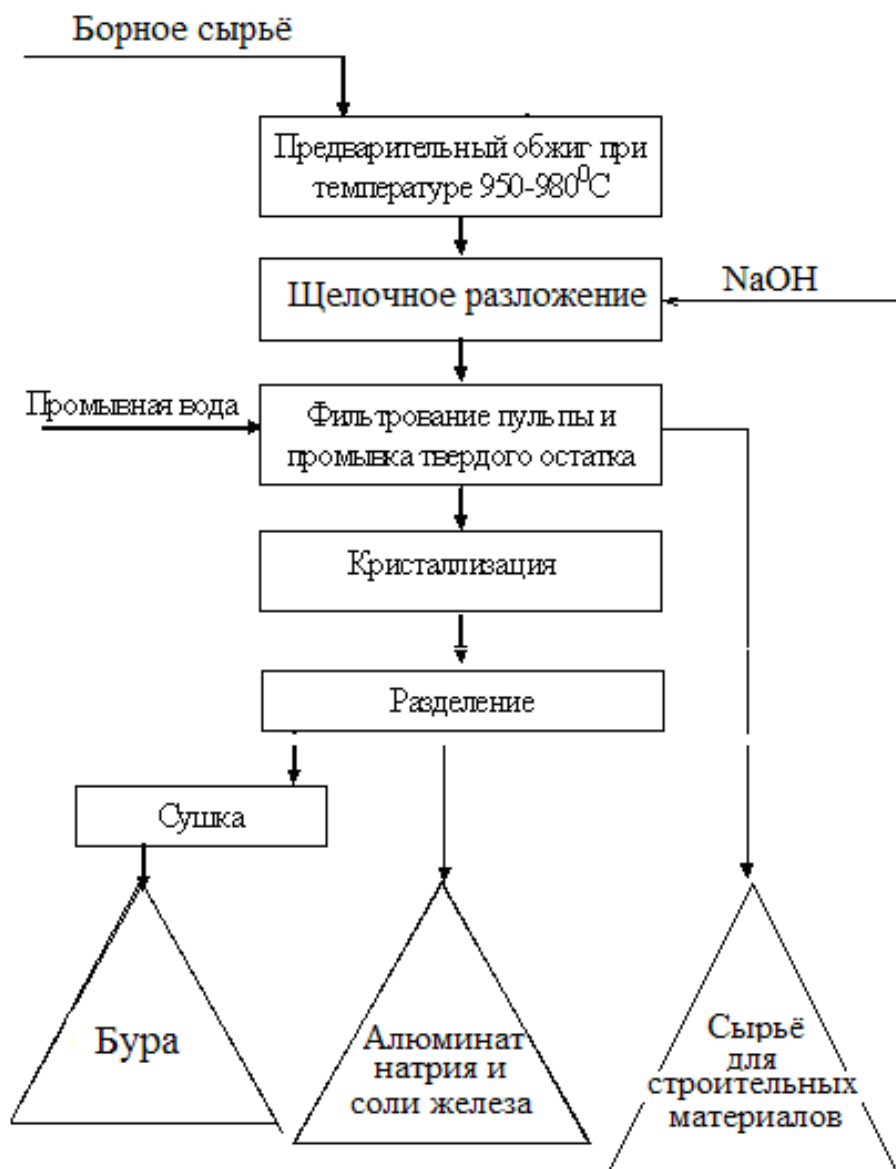 Борное сырьё
Предварительный обжиг при
температуре 950-980⁰С
Щелочное разложение
NaOH
Промывная вода
Фильтрование пульпы и
промывка твердого остатка
Кристаллизация
Разделение
Сушка
Бура
Алюминат
натрия и
соли железа
Сырьё
для
строительных
материалов